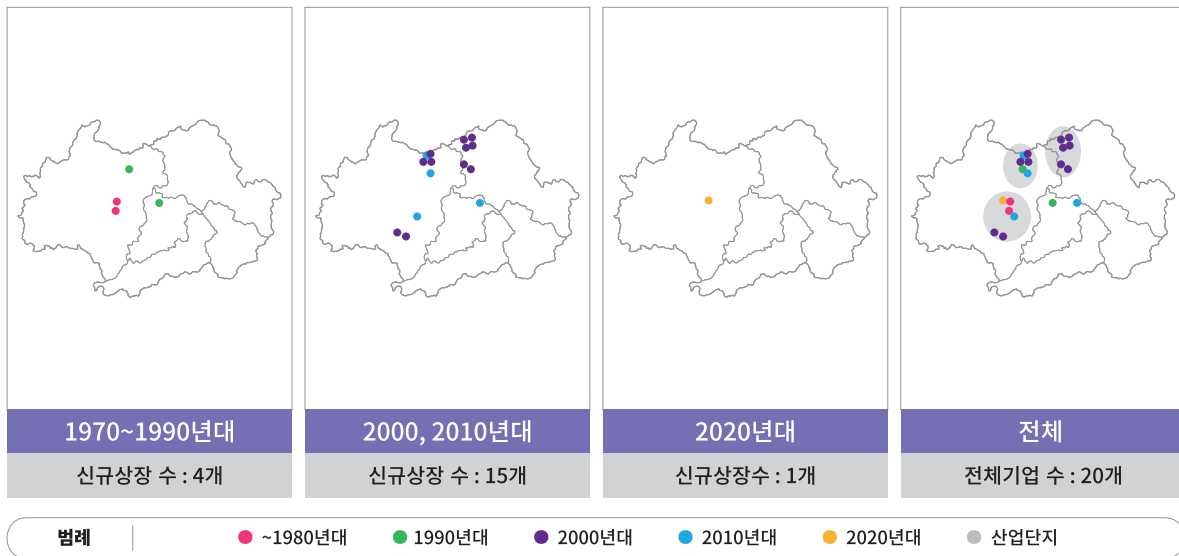 1970~1990년대
신규상장 수 : 4개
2000, 2010년대
신규상장 수 : 15개
2020년대
신규상장수 : 1개
전체
전체기업 수 : 20개
범례
~1980년대
1990년대
2000년대
2010년대
2020년대
산업단지